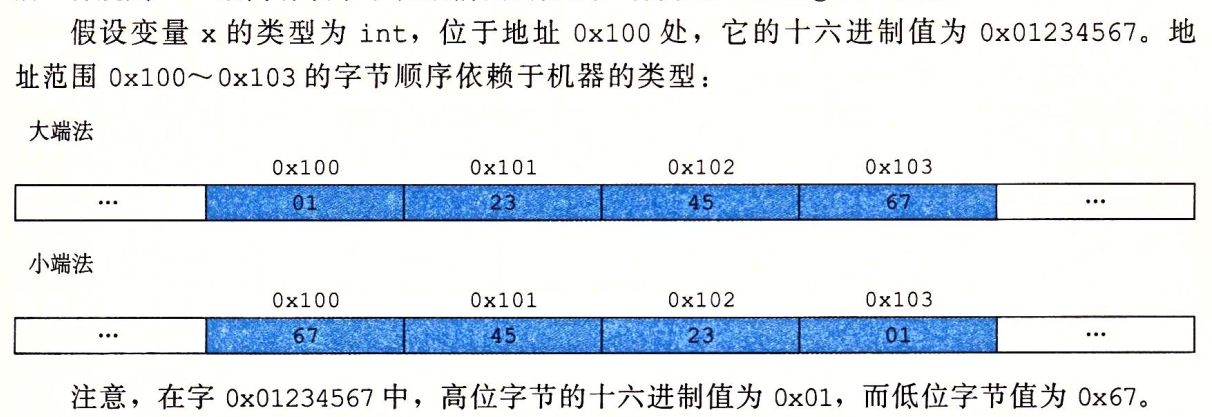 假设变量 x 的类型为 int，位于地址 0x100 处，它的十六进制值为 0x01234567。地
址范围 0x100～0x103 的字节顺序依赖于机器的类型：
大端法
0x100 0x101 0x102 0x103
… 01 23 45 67 …
小端法
0x100 0x101 0x102 0x103
… 67 45 23 01 …
注意，在字 0x01234567 中，高位字节的十六进制值为 0x01，而低位字节值为 0x67。